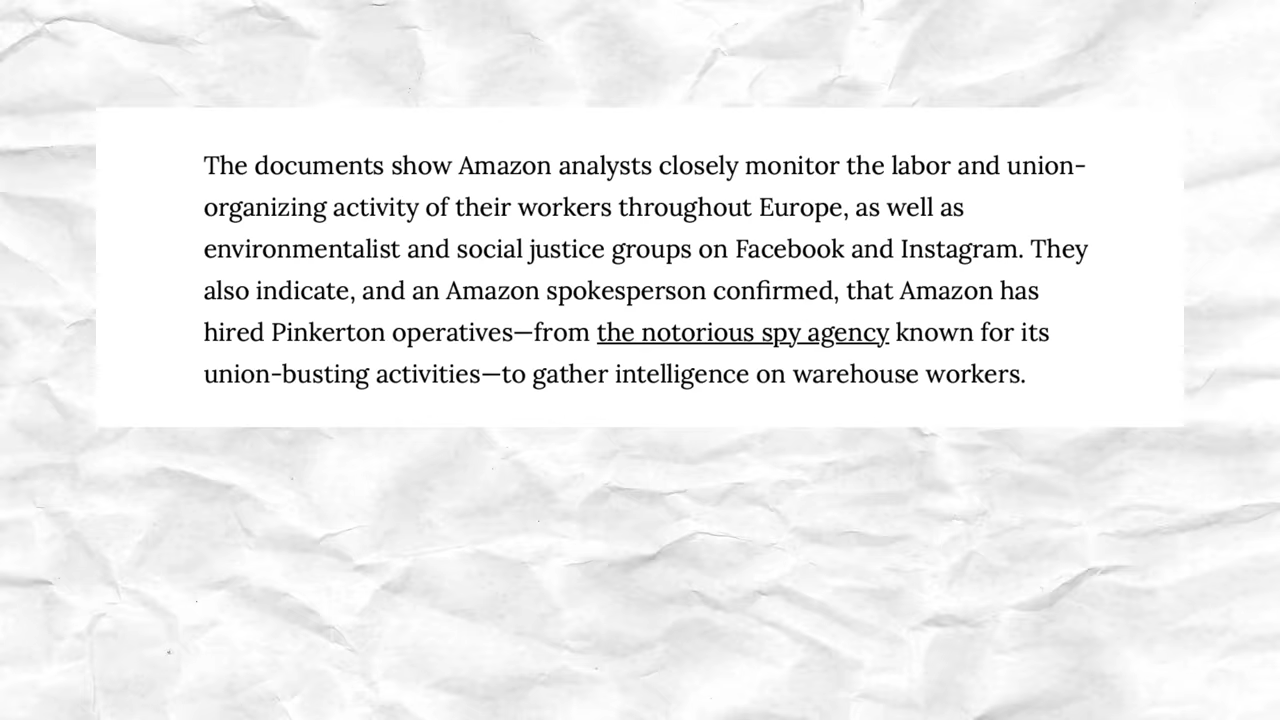 The documents show Amazon analysts closely monitor the labor and union-
organizing activity of their workers throughout Europe, as well as
environmentalist and social justice groups on Facebook and Instagram. They
also indicate, and an Amazon spokesperson confirmed, that Amazon has
hired Pinkerton operatives—from the notorious spy agency known for its
union-busting activities—to gather intelligence on warehouse workers.